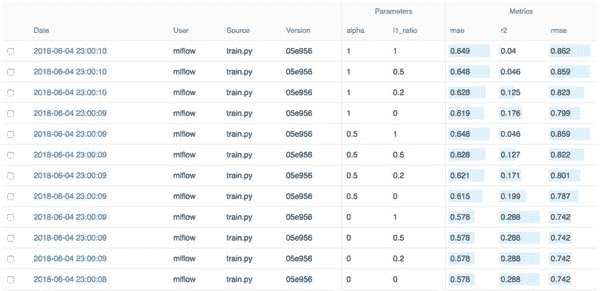 Parameters Metrics
Date User Source Version alpha l1_ratio mae r2 rmse
2018-06-04 23:00:10 mlflow train.py 05e956 1 1 0.649 0.04 0.862
2018-06-04 23:00:10 mlflow train.py 05e956 1 0.5 0.648 0.046 0.859
2018-06-04 23:00:10 mlflow train.py 05e956 1 0.2 0.628 0.125 0.823
2018-06-04 23:00:09 mlflow train.py 05e956 1 0 0.619 0.176 0.799
2018-06-04 23:00:09 mlflow train.py 05e956 0.5 1 0.648 0.046 0.859
2018-06-04 23:00:09 mlflow train.py 05e956 0.5 0.5 0.628 0.127 0.822
2018-06-04 23:00:09 mlflow train.py 05e956 0.5 0.2 0.621 0.171 0.801
2018-06-04 23:00:09 mlflow train.py 05e956 0.5 0 0.615 0.199 0.787
2018-06-04 23:00:09 mlflow train.py 05e956 0 1 0.578 0.288 0.742
2018-06-04 23:00:09 mlflow train.py 05e956 0 0.5 0.578 0.288 0.742
2018-06-04 23:00:09 mlflow train.py 05e956 0 0.2 0.578 0.288 0.742
2018-06-04 23:00:08 mlflow train.py 05e956 0 0 0.578 0.288 0.742